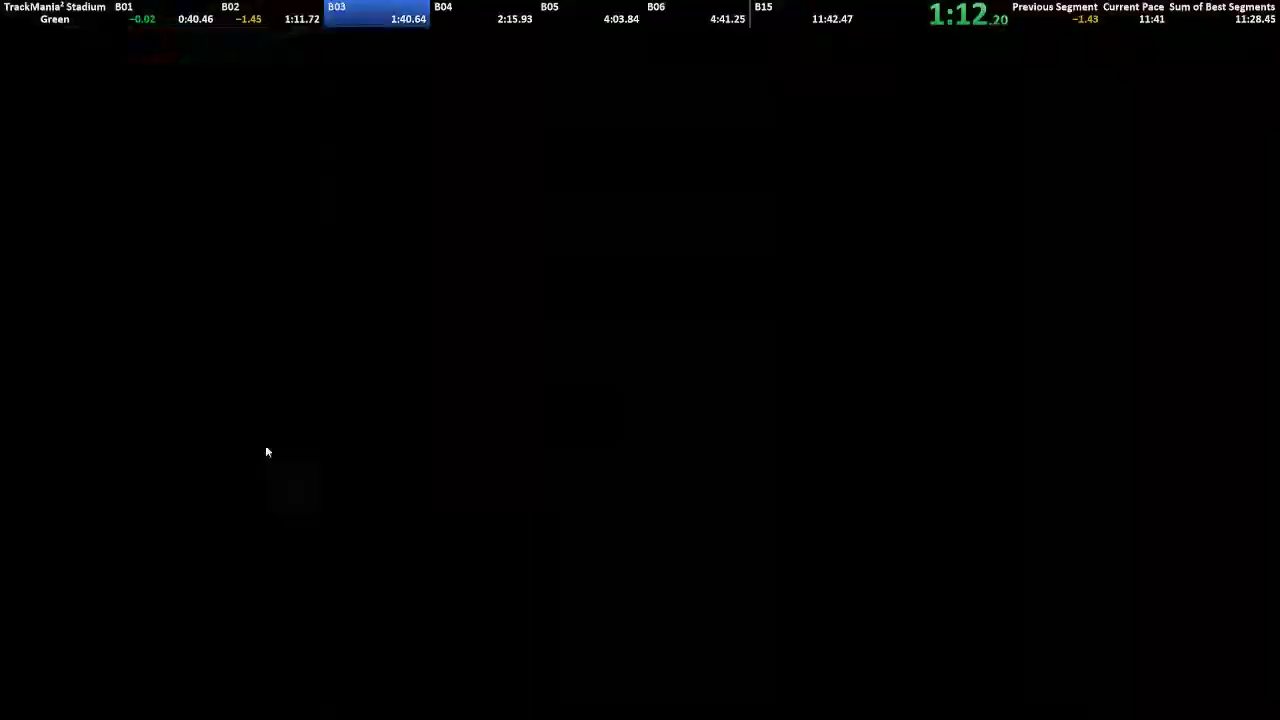 TrackMania² Stadium B01 B02 B03 B04 B05 B06 B15 1:12.20 Previous Segment Current Pace Sum of Best Segments
Green −0.02 0:40.46 −1.45 1:11.72 1:40.64 2:15.93 4:03.84 4:41.25 11:42.47 −1.43 11:41 11:28.45